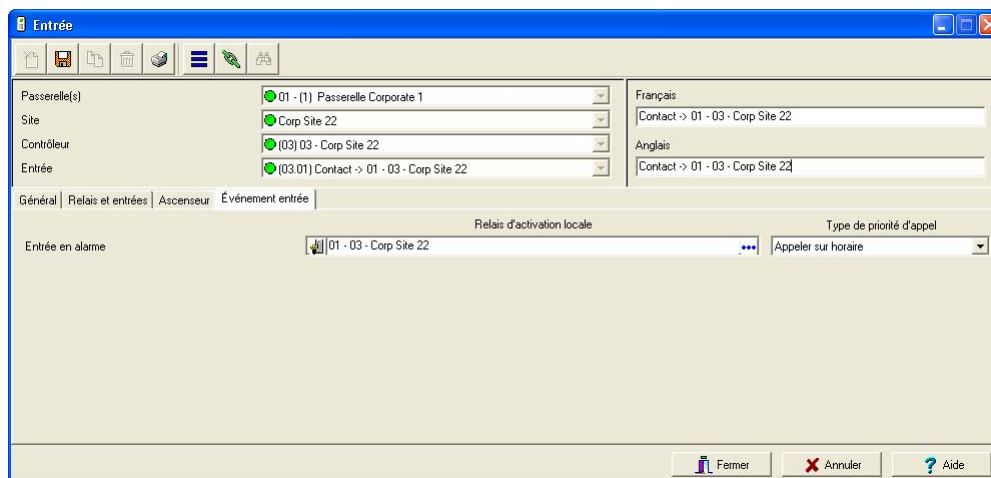 Entrée
Passerelle(s)
01 - (1) Passerelle Corporate 1
Site
Corp Site 22
Contrôleur
(03) 03 - Corp Site 22
Entrée
(03.01) Contact -> 01 - 03 - Corp Site 22
Français
Contact -> 01 - 03 - Corp Site 22
Anglais
Contact -> 01 - 03 - Corp Site 22
Général Relais et entrées Ascenseur Événement entrée
Relais d'activation locale Type de priorité d'appel
Entrée en alarme 01 - 03 - Corp Site 22 Appeler sur horaire
Fermer Annuler Aide